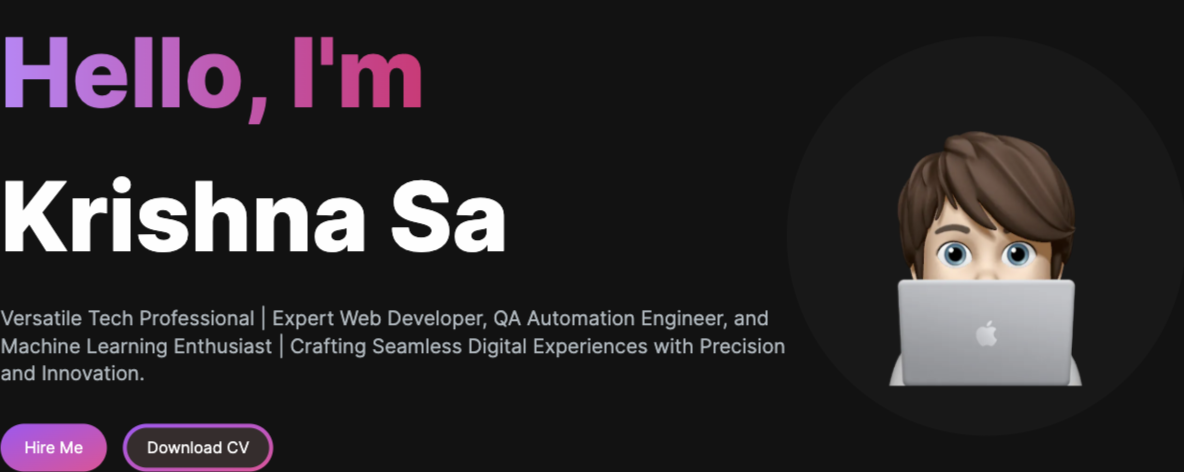 Hello, I'm
Krishna Sa
Versatile Tech Professional | Expert Web Developer, QA Automation Engineer, and
Machine Learning Enthusiast | Crafting Seamless Digital Experiences with Precision
and Innovation.
Hire Me
Download CV